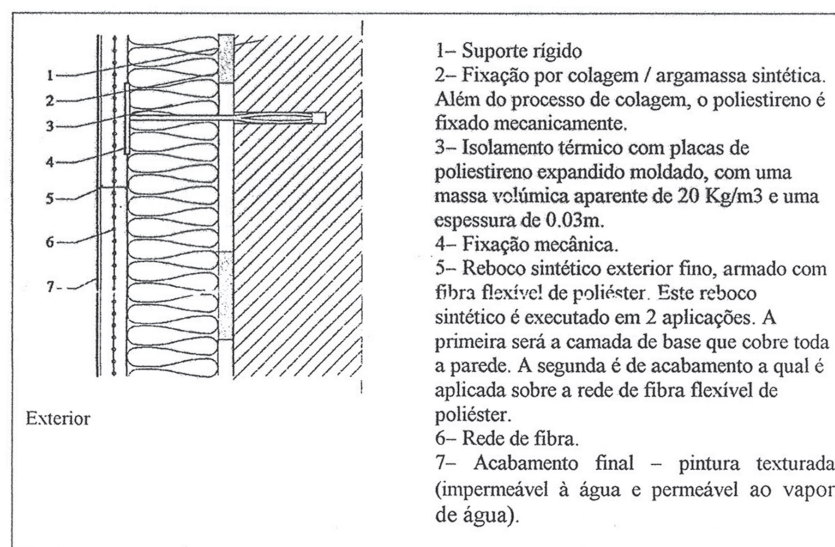 1
2
3
4
5
6
7
Exterior
1– Suporte rígido
2– Fixação por colagem / argamassa sintética.
Além do processo de colagem, o poliestireno é
fixado mecanicamente.
3– Isolamento térmico com placas de
poliestireno expandido moldado, com uma
massa volúmica aparente de 20 Kg/m3 e uma
espessura de 0.03m.
4– Fixação mecânica.
5– Reboco sintético exterior fino, armado com
fibra flexível de poliéster. Este reboco
sintético é executado em 2 aplicações. A
primeira será a camada de base que cobre toda
a parede. A segunda é de acabamento a qual é
aplicada sobre a rede de fibra flexível de
poliéster.
6– Rede de fibra.
7– Acabamento final – pintura texturada
(impermeável à água e permeável ao vapor
de água).